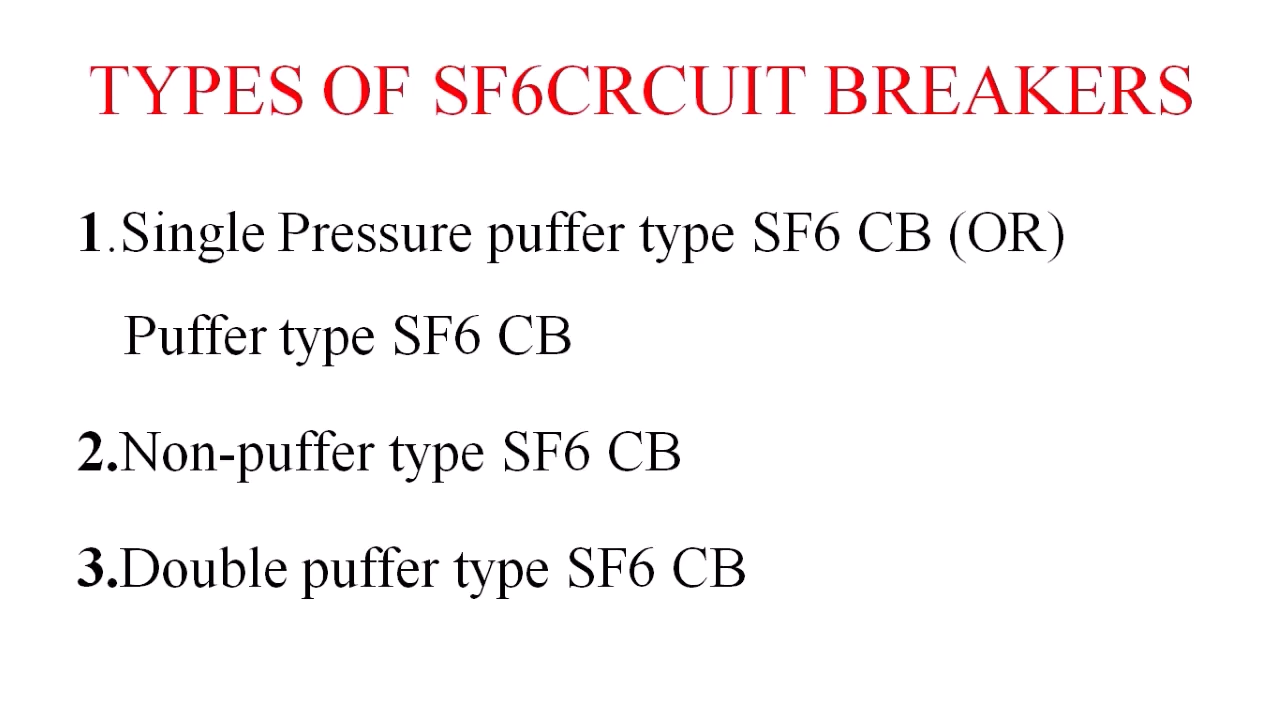 TYPES OF SF6CRCUIT BREAKERS
1.Single Pressure puffer type SF6 CB (OR)
Puffer type SF6 CB
2.Non-puffer type SF6 CB
3.Double puffer type SF6 CB